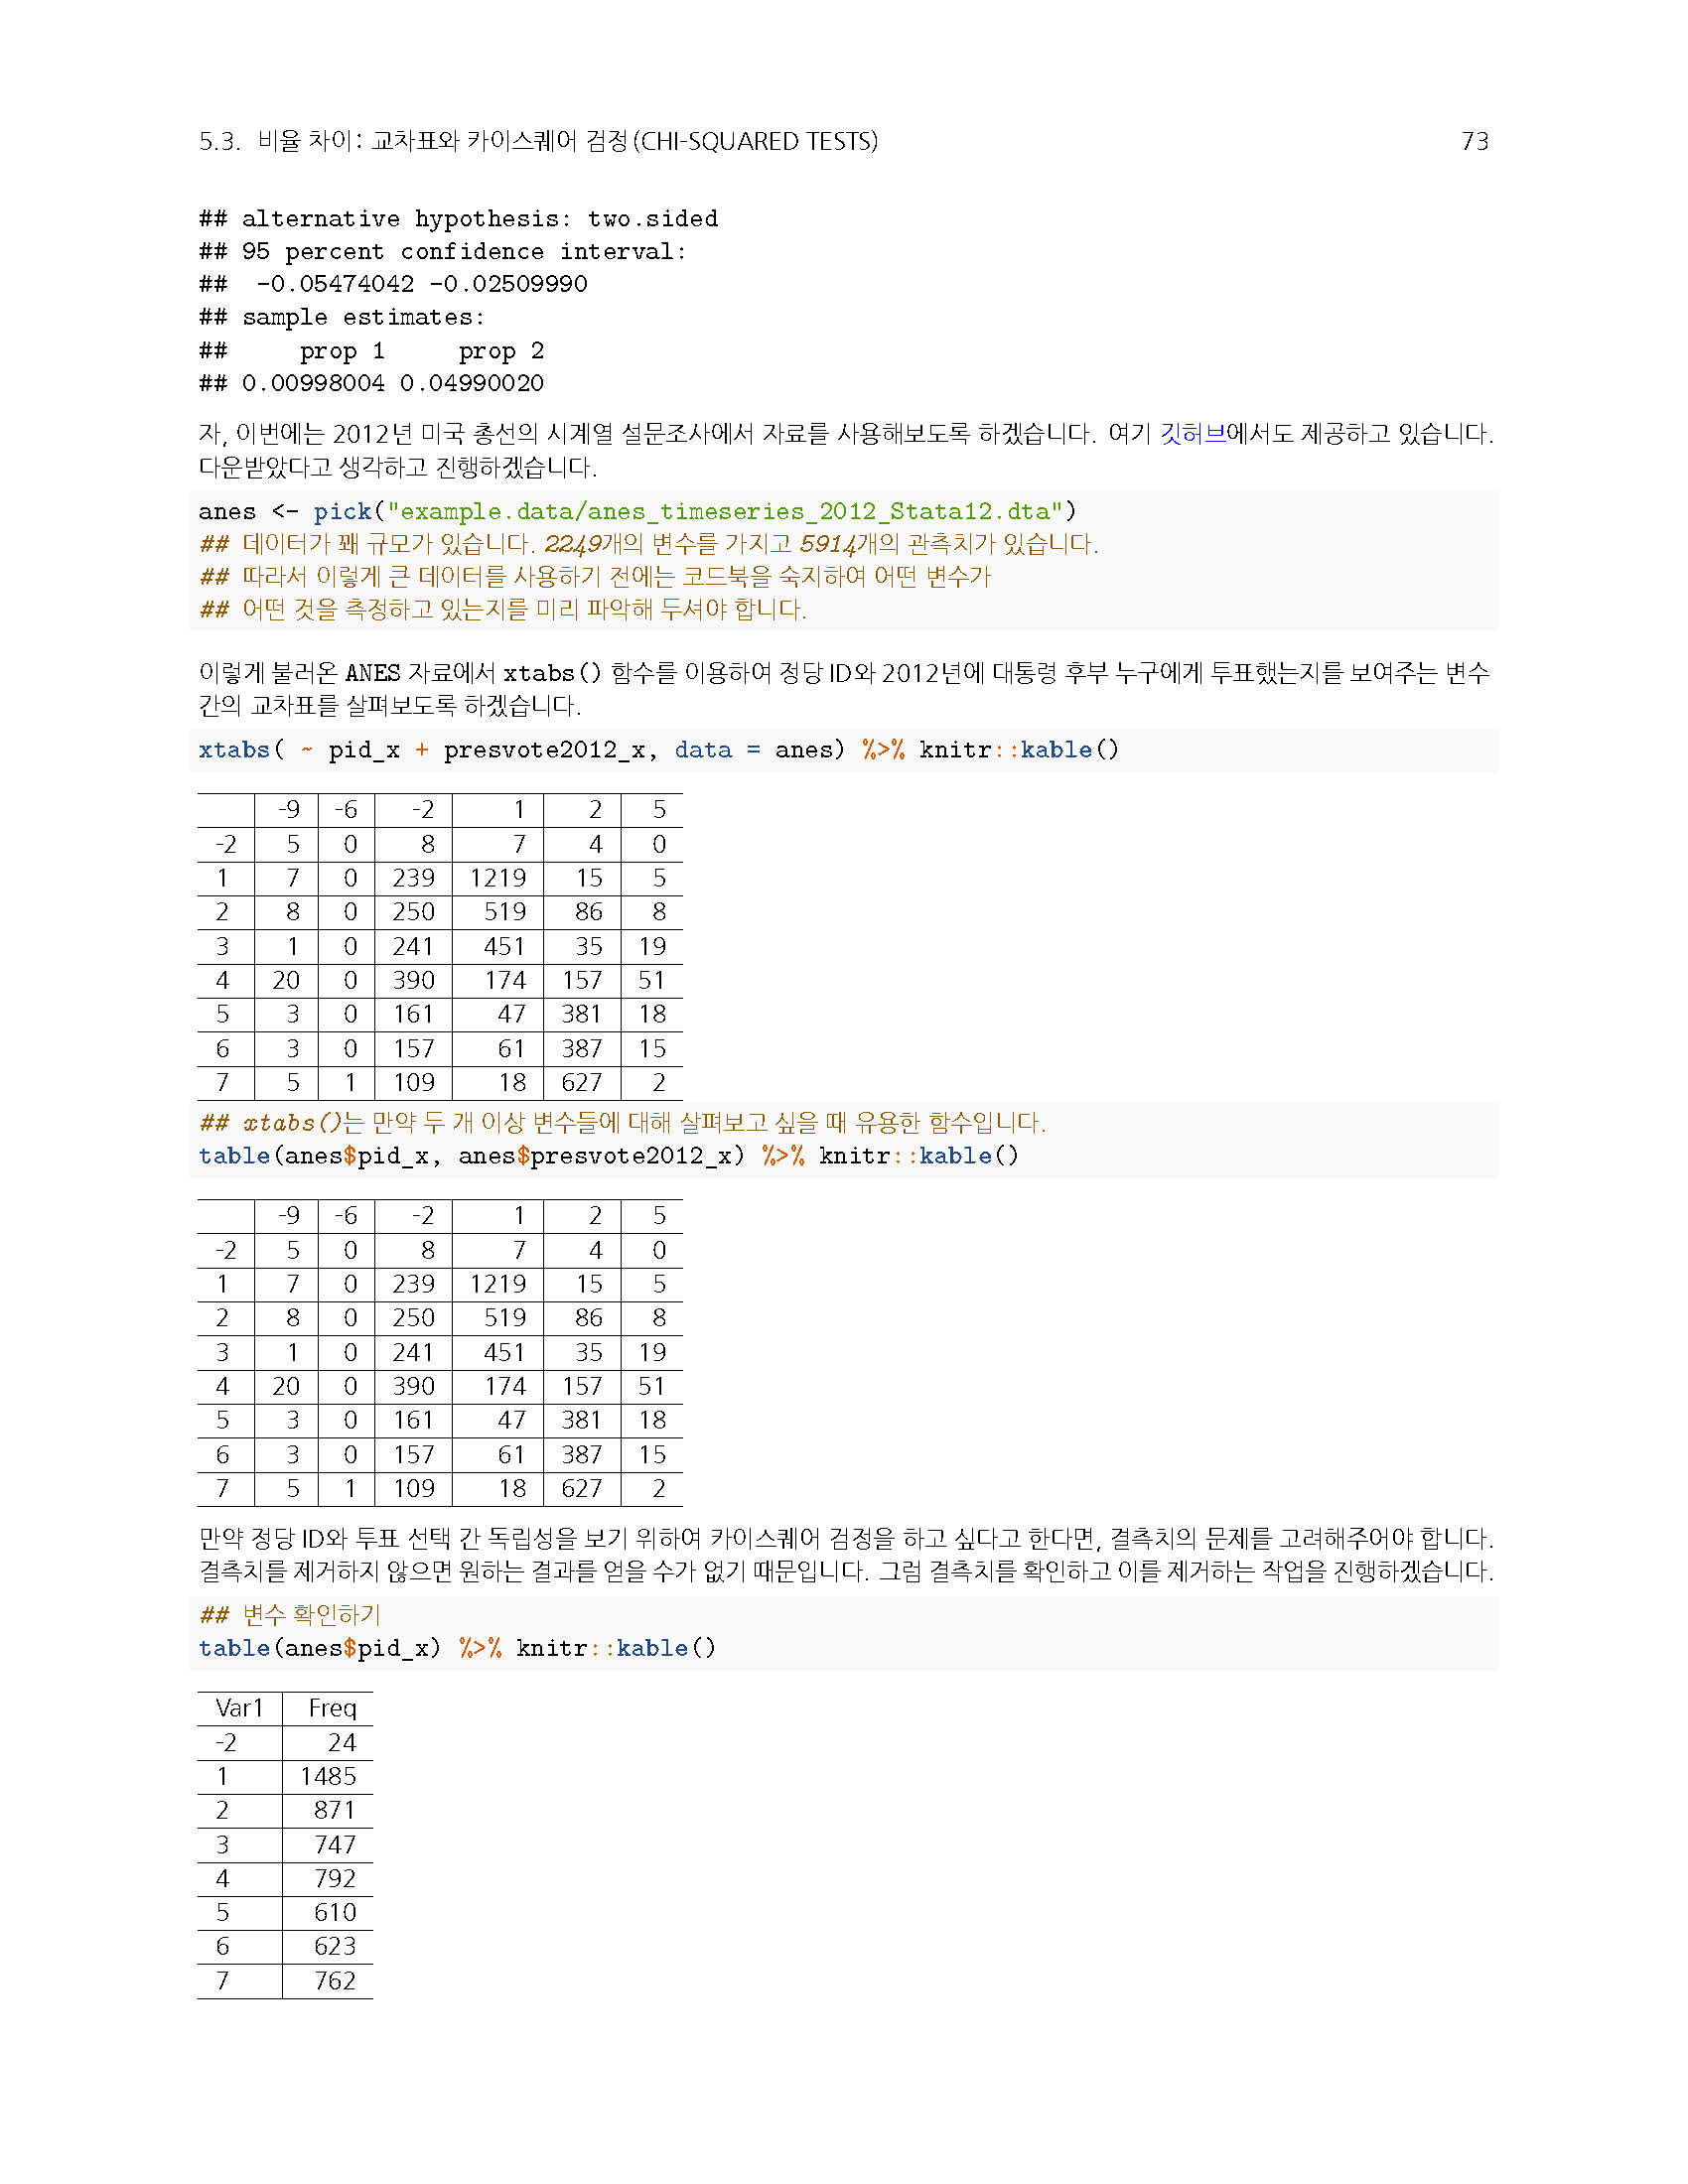 5.3. 비율 차이: 교차표와 카이스퀘어 검정(CHI-SQUARED TESTS) 73
## alternative hypothesis: two.sided
## 95 percent confidence interval:
## -0.05474042 -0.02509990
## sample estimates:
## prop 1 prop 2
## 0.00998004 0.04990020
자, 이번에는 2012년 미국 총선의 시계열 설문조사에서 자료를 사용해보도록 하겠습니다. 여기 깃허브에서도 제공하고 있습니다.
다운받았다고 생각하고 진행하겠습니다.
anes <- pick("example.data/anes_timeseries_2012_Stata12.dta")
## 데이터가 꽤 규모가 있습니다. 2249개의 변수를 가지고 5914개의 관측치가 있습니다.
## 따라서 이렇게 큰 데이터를 사용하기 전에는 코드북을 숙지하여 어떤 변수가
## 어떤 것을 측정하고 있는지를 미리 파악해 두셔야 합니다.
이렇게 불러온 ANES 자료에서 xtabs() 함수를 이용하여 정당 ID와 2012년에 대통령 후부 누구에게 투표했는지를 보여주는 변수
간의 교차표를 살펴보도록 하겠습니다.
xtabs( ~ pid_x + presvote2012_x, data = anes) %>% knitr::kable()
-9 -6 -2 1 2 5
-2 5 0 8 7 4 0
1 7 0 239 1219 15 5
2 8 0 250 519 86 8
3 1 0 241 451 35 19
4 20 0 390 174 157 51
5 3 0 161 47 381 18
6 3 0 157 61 387 15
7 5 1 109 18 627 2
## xtabs()는 만약 두 개 이상 변수들에 대해 살펴보고 싶을 때 유용한 함수입니다.
table(anes$pid_x, anes$presvote2012_x) %>% knitr::kable()
-9 -6 -2 1 2 5
-2 5 0 8 7 4 0
1 7 0 239 1219 15 5
2 8 0 250 519 86 8
3 1 0 241 451 35 19
4 20 0 390 174 157 51
5 3 0 161 47 381 18
6 3 0 157 61 387 15
7 5 1 109 18 627 2
만약 정당 ID와 투표 선택 간 독립성을 보기 위하여 카이스퀘어 검정을 하고 싶다고 한다면, 결측치의 문제를 고려해주어야 합니다.
결측치를 제거하지 않으면 원하는 결과를 얻을 수가 없기 때문입니다. 그럼 결측치를 확인하고 이를 제거하는 작업을 진행하겠습니다.
## 변수 확인하기
table(anes$pid_x) %>% knitr::kable()
Var1 Freq
-2 24
1 1485
2 871
3 747
4 792
5 610
6 623
7 762